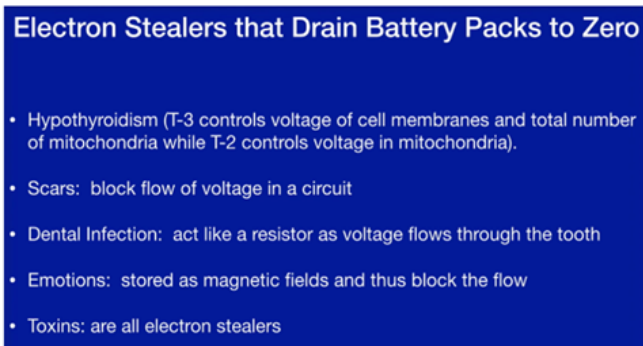 Electron Stealers that Drain Battery Packs to Zero
• Hypothyroidism (T-3 controls voltage of cell membranes and total number
of mitochondria while T-2 controls voltage in mitochondria).
• Scars: block flow of voltage in a circuit
• Dental Infection: act like a resistor as voltage flows through the tooth
• Emotions: stored as magnetic fields and thus block the flow
• Toxins: are all electron stealers